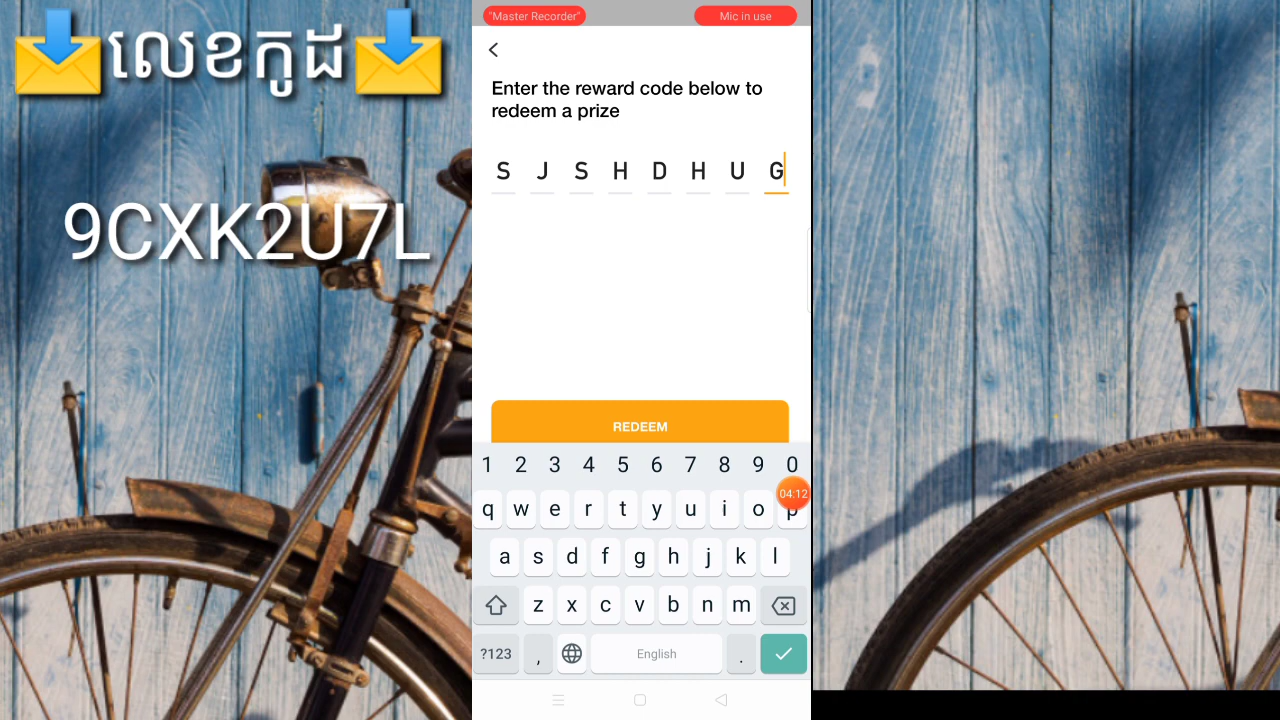 លេខកូដ
9CXK2U7L
"Master Recorder"
Mic in use
Enter the reward code below to
redeem a prize
S J S H D H U G
REDEEM
1 2 3 4 5 6 7 8 9 0
04:12
q w e r t y u i o p
a s d f g h j k l
z x c v b n m
?123 , English .